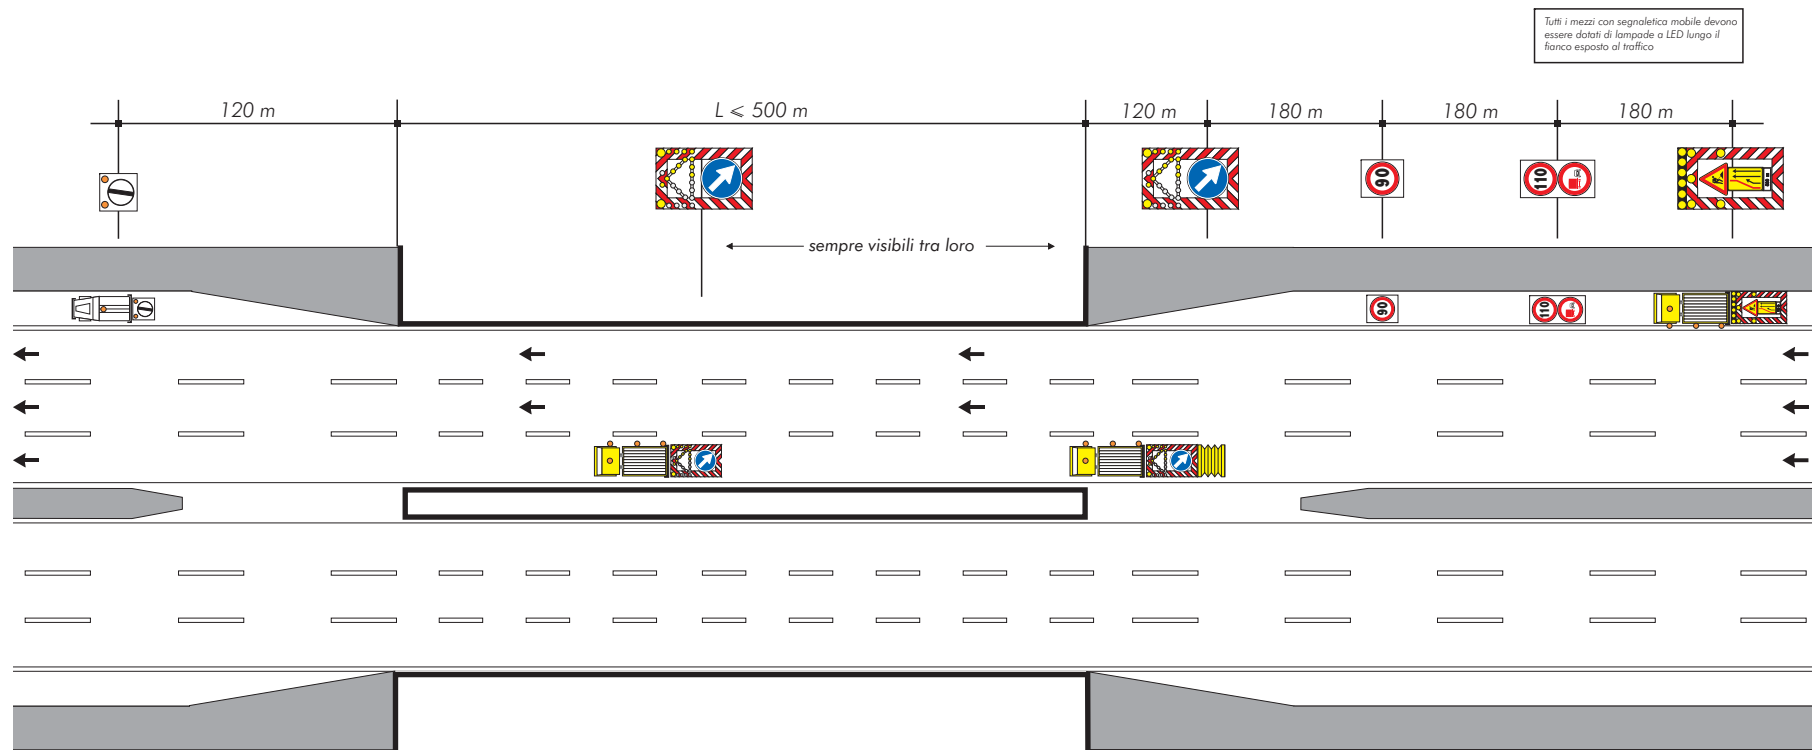 Tutti i mezzi con segnaletica mobile devono
essere dotati di lampade a LED lungo il
fianco esposto al traffico
120 m
L ⩽ 500 m
120 m
180 m
180 m
180 m
90
110
sempre visibili tra loro
90
110